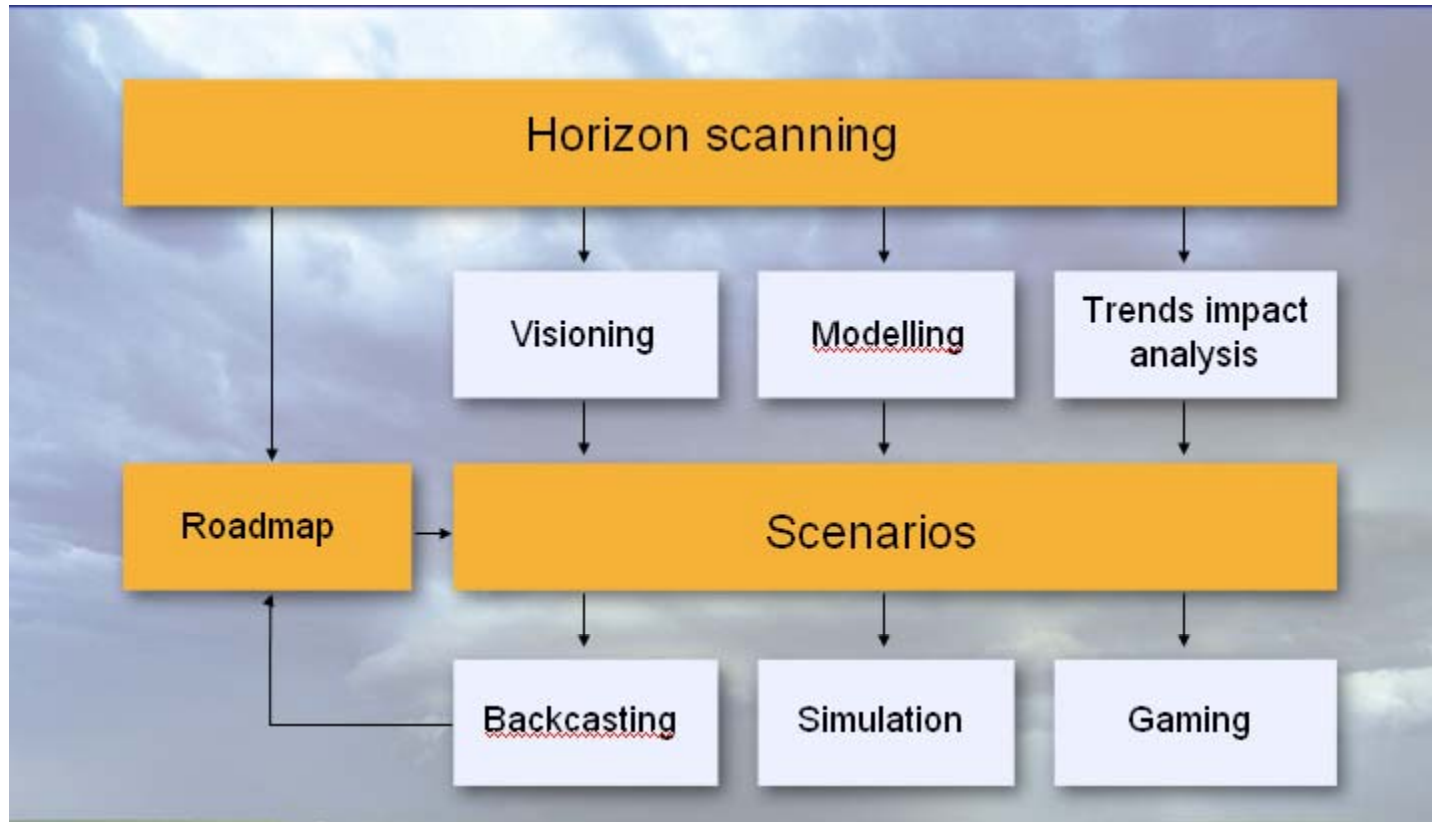 Horizon scanning
Visioning
Modelling
Trends impact
analysis
Roadmap
Scenarios
Backcasting
Simulation
Gaming